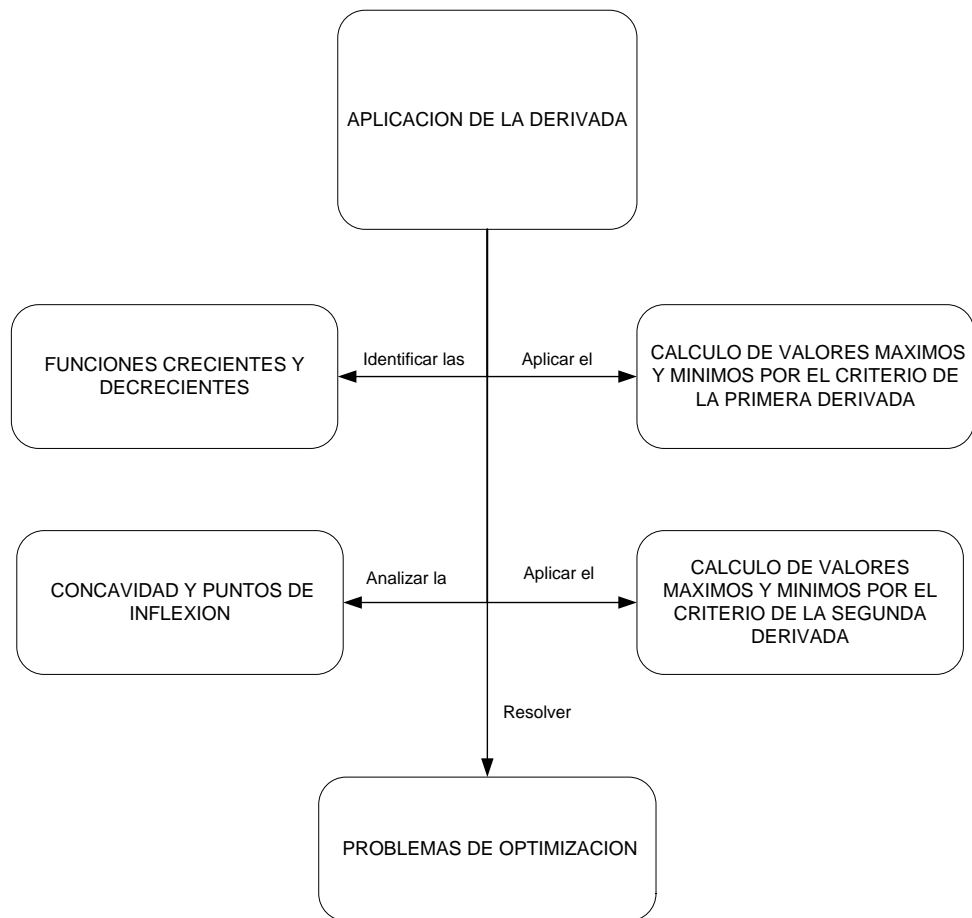 APLICACION DE LA DERIVADA
FUNCIONES CRECIENTES Y
DECRECIENTES
Identificar las
Aplicar el
CALCULO DE VALORES MAXIMOS
Y MINIMOS POR EL CRITERIO DE
LA PRIMERA DERIVADA
CONCAVIDAD Y PUNTOS DE
INFLEXION
Analizar la
Aplicar el
CALCULO DE VALORES
MAXIMOS Y MINIMOS POR EL
CRITERIO DE LA SEGUNDA
DERIVADA
Resolver
PROBLEMAS DE OPTIMIZACION